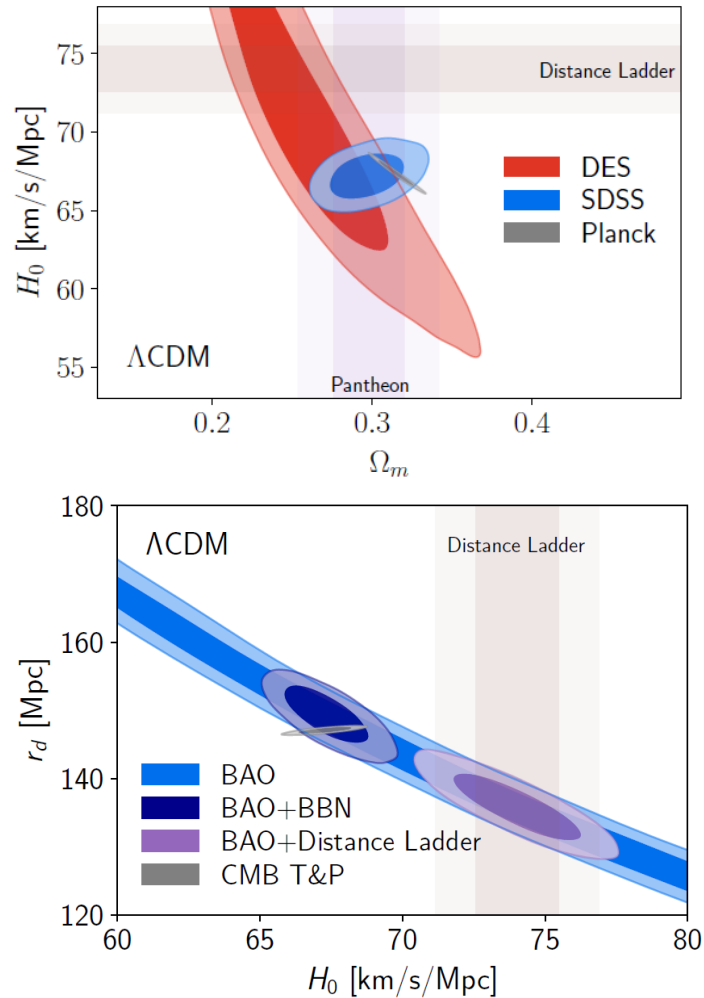 75
70
65
60
55
H₀ [km/s/Mpc]
Distance Ladder
DES
SDSS
Planck
ΛCDM
Pantheon
0.2 0.3 0.4
Ωₘ
180
160
140
120
r_d [Mpc]
ΛCDM
Distance Ladder
BAO
BAO+BBN
BAO+Distance Ladder
CMB T&P
60 65 70 75 80
H₀ [km/s/Mpc]